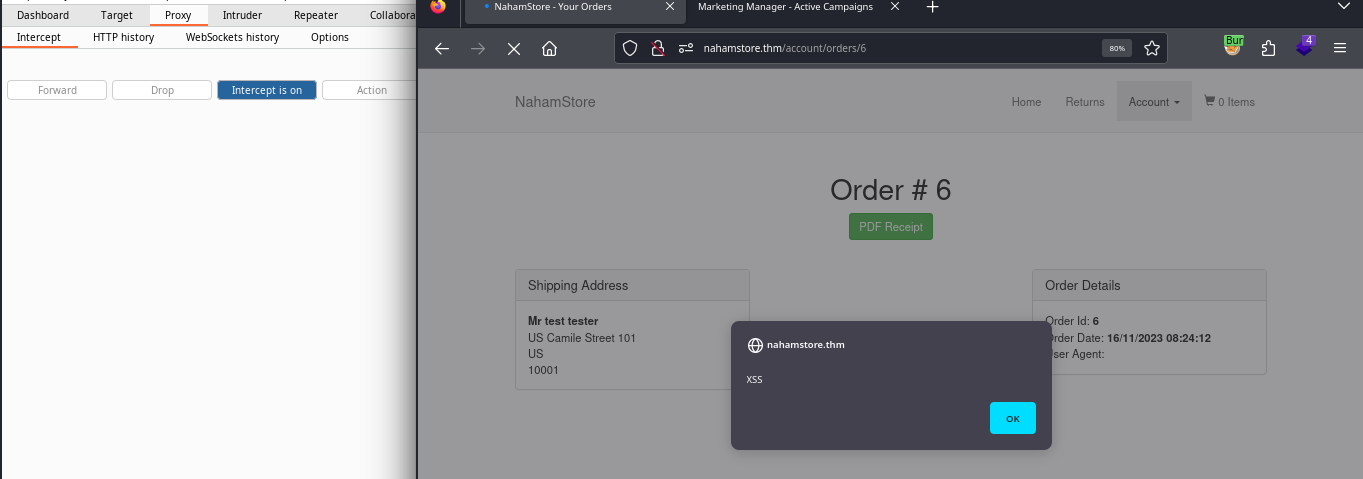 Dashboard Target Proxy Intruder Repeater Collabora
Intercept HTTP history WebSockets history Options
Forward Drop Intercept is on Action
NahamStore - Your Orders Marketing Manager - Active Campaigns
nahamstore.thm/account/orders/6 80% Bur 4
NahamStore Home Returns Account 0 Items
Order # 6
PDF Receipt
Shipping Address
Mr test tester
US Camile Street 101
US
10001
Order Details
Order Id: 6
rder Date: 16/11/2023 08:24:12
ser Agent:
nahamstore.thm
XSS
OK